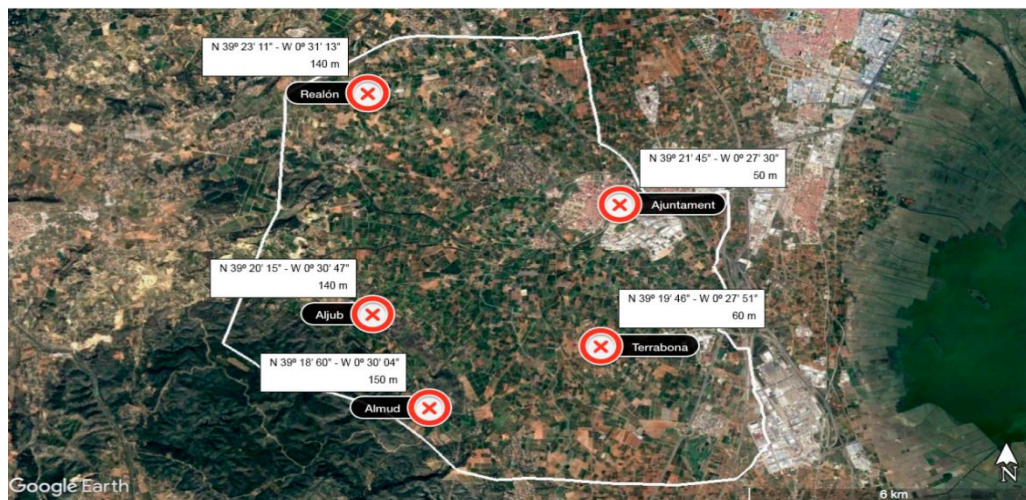 N 39º 23' 11" - W 0º 31' 13"
140 m
Realón
N 39º 21' 45" - W 0º 27' 30"
50 m
Ajuntament
N 39º 20' 15" - W 0º 30' 47"
140 m
Aljub
N 39º 19' 46" - W 0º 27' 51"
60 m
Terrabona
N 39º 18' 60" - W 0º 30' 04"
150 m
Almud
Google Earth
6 km
N